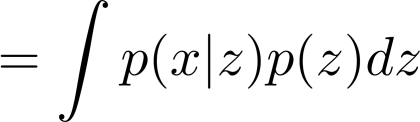 = ∫ p(x|z)p(z)dz